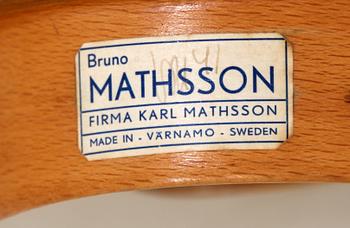 Bruno
MATHSSON
FIRMA KARL MATHSSON
MADE IN - VÄRNAMO - SWEDEN